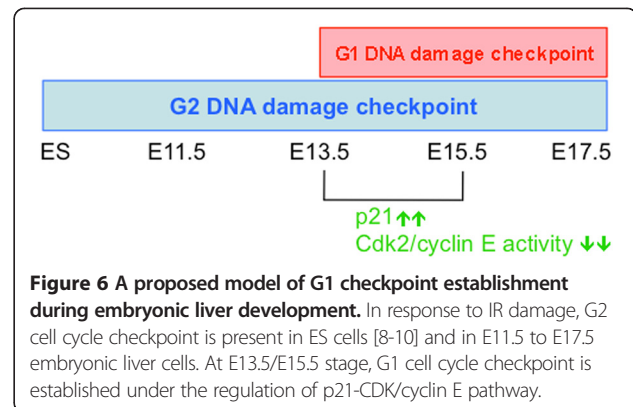 G1 DNA damage checkpoint
G2 DNA damage checkpoint
ES E11.5 E13.5 E15.5 E17.5
p21↑↑
Cdk2/cyclin E activity ↓↓
Figure 6 A proposed model of G1 checkpoint establishment
during embryonic liver development. In response to IR damage, G2
cell cycle checkpoint is present in ES cells [8-10] and in E11.5 to E17.5
embryonic liver cells. At E13.5/E15.5 stage, G1 cell cycle checkpoint is
established under the regulation of p21-CDK/cyclin E pathway.